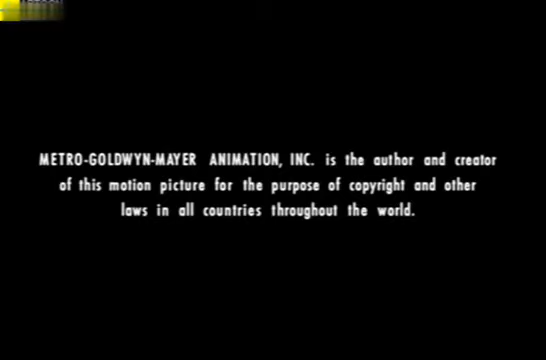 METRO-GOLDWYN-MAYER ANIMATION, INC. is the author and creator
of this motion picture for the purpose of copyright and other
laws in all countries throughout the world.